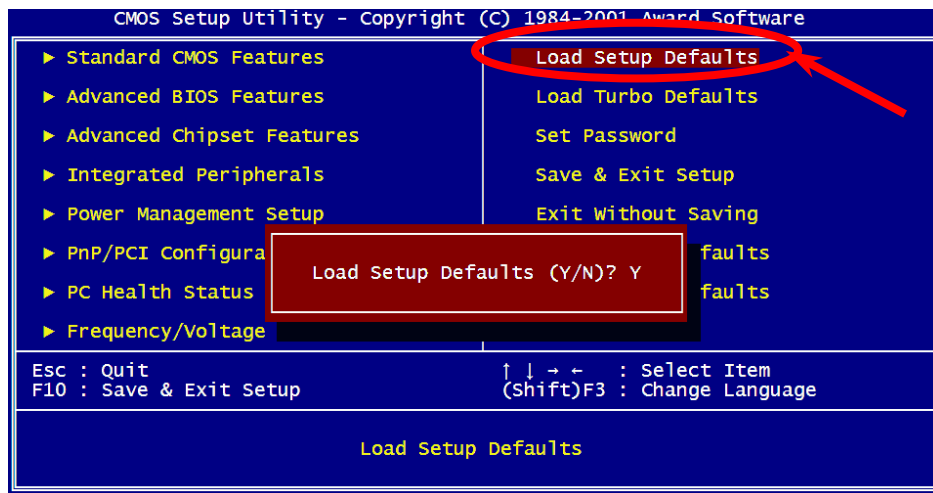 CMOS Setup Utility - Copyright (C) 1984-2001 Award Software
► Standard CMOS Features
► Advanced BIOS Features
► Advanced Chipset Features
► Integrated Peripherals
► Power Management Setup
► PnP/PCI Configura
► PC Health Status
► Frequency/Voltage
Load Setup Defaults
Load Turbo Defaults
Set Password
Save & Exit Setup
Exit Without Saving
faults
faults
Load Setup Defaults (Y/N)? Y
Esc : Quit
F10 : Save & Exit Setup
↑ ↓ → ← : Select Item
(Shift)F3 : Change Language
Load Setup Defaults